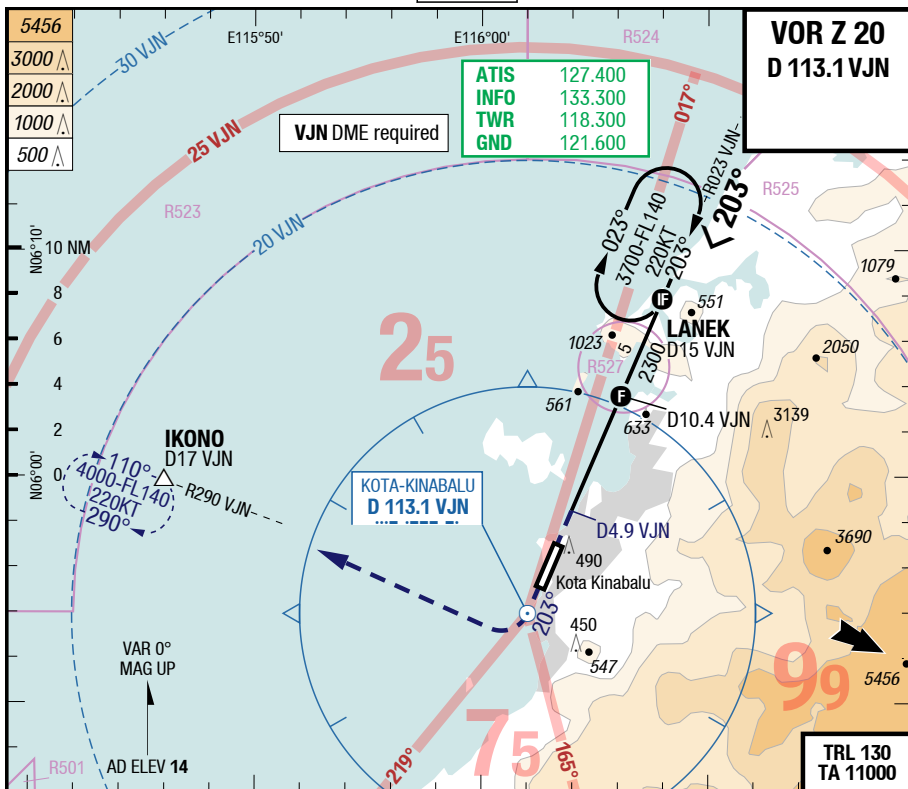 5456
3000
2000
1000
500
E115°50'
E116°00'
R524
VOR Z 20
D 113.1 VJN
30 VJN
25 VJN
20 VJN
VJN DME required
ATIS 127.400
INFO 133.300
TWR 118.300
GND 121.600
017°
R023 VJN
< 203°
R525
R523
023°
3700-FL140
220KT
203°
N06°10'
10 NM
8
6
4
2
0
N06°00'
1079
IF
551
LANEK
D15 VJN
1023
5
2300
R527
2050
25
561
F
633
D10.4 VJN
3139
IKONO
D17 VJN
110°
4000-FL140
220KT
290°
R290 VJN
KOTA-KINABALU
D 113.1 VJN
D4.9 VJN
490
Kota Kinabalu
3690
203°
450
547
5456
99
75
VAR 0°
MAG UP
AD ELEV 14
R501
219°
165°
TRL 130
TA 11000